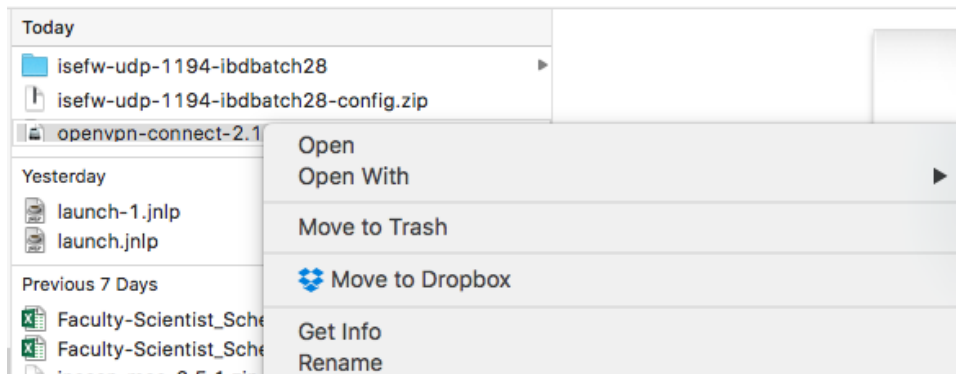 Today
isefw-udp-1194-ibdbatch28
isefw-udp-1194-ibdbatch28-config.zip
openvpn-connect-2.1
Open
Open With
Yesterday
launch-1.jnlp
launch.jnlp
Move to Trash
Move to Dropbox
Previous 7 Days
Faculty-Scientist_Sche
Faculty-Scientist_Sche
Get Info
Rename